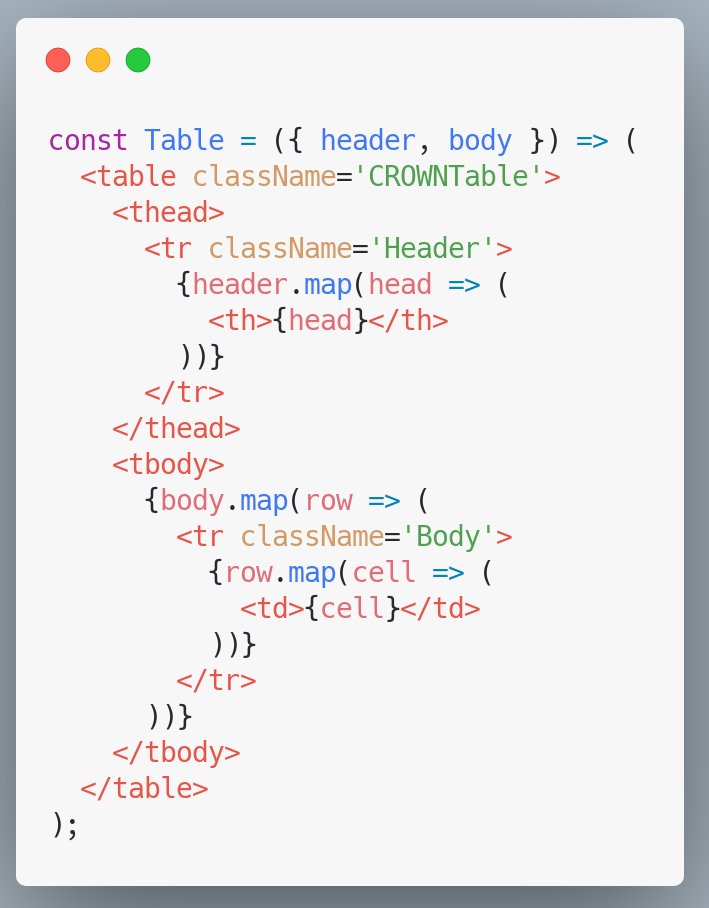 const Table = ({ header, body }) => (
  <table className='CROWNTable'>
    <thead>
      <tr className='Header'>
        {header.map(head => (
          <th>{head}</th>
        ))}
      </tr>
    </thead>
    <tbody>
      {body.map(row => (
        <tr className='Body'>
          {row.map(cell => (
            <td>{cell}</td>
          ))}
        </tr>
      ))}
    </tbody>
  </table>
);